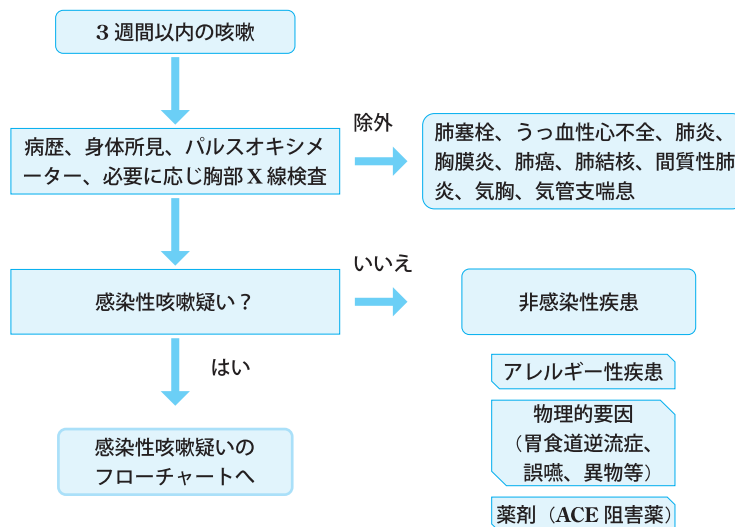 3 週間以内の咳嗽
除外
病歴、身体所見、パルスオキシメ
ーター、必要に応じ胸部 X 線検査
肺塞栓、うっ血性心不全、肺炎、
胸膜炎、肺癌、肺結核、間質性肺
炎、気胸、気管支喘息
いいえ
感染性咳嗽疑い？
非感染性疾患
はい
アレルギー性疾患
物理的要因
（胃食道逆流症、
誤嚥、異物等）
感染性咳嗽疑いの
フローチャートへ
薬剤（ACE 阻害薬）